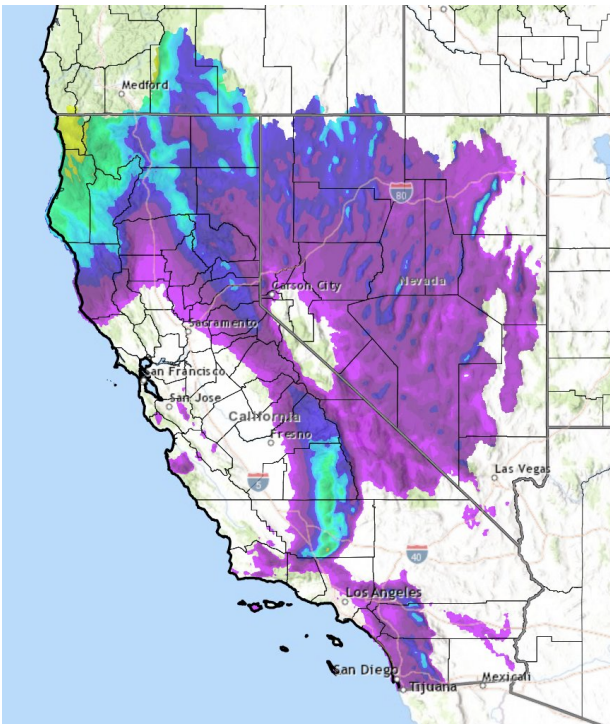 Medford
80
Carson City
Nevada
Sacramento
San Francisco
San Jose
California
Fresno
5
Las Vegas
40
Los Angeles
San Diego
Mexicali
Tijuana